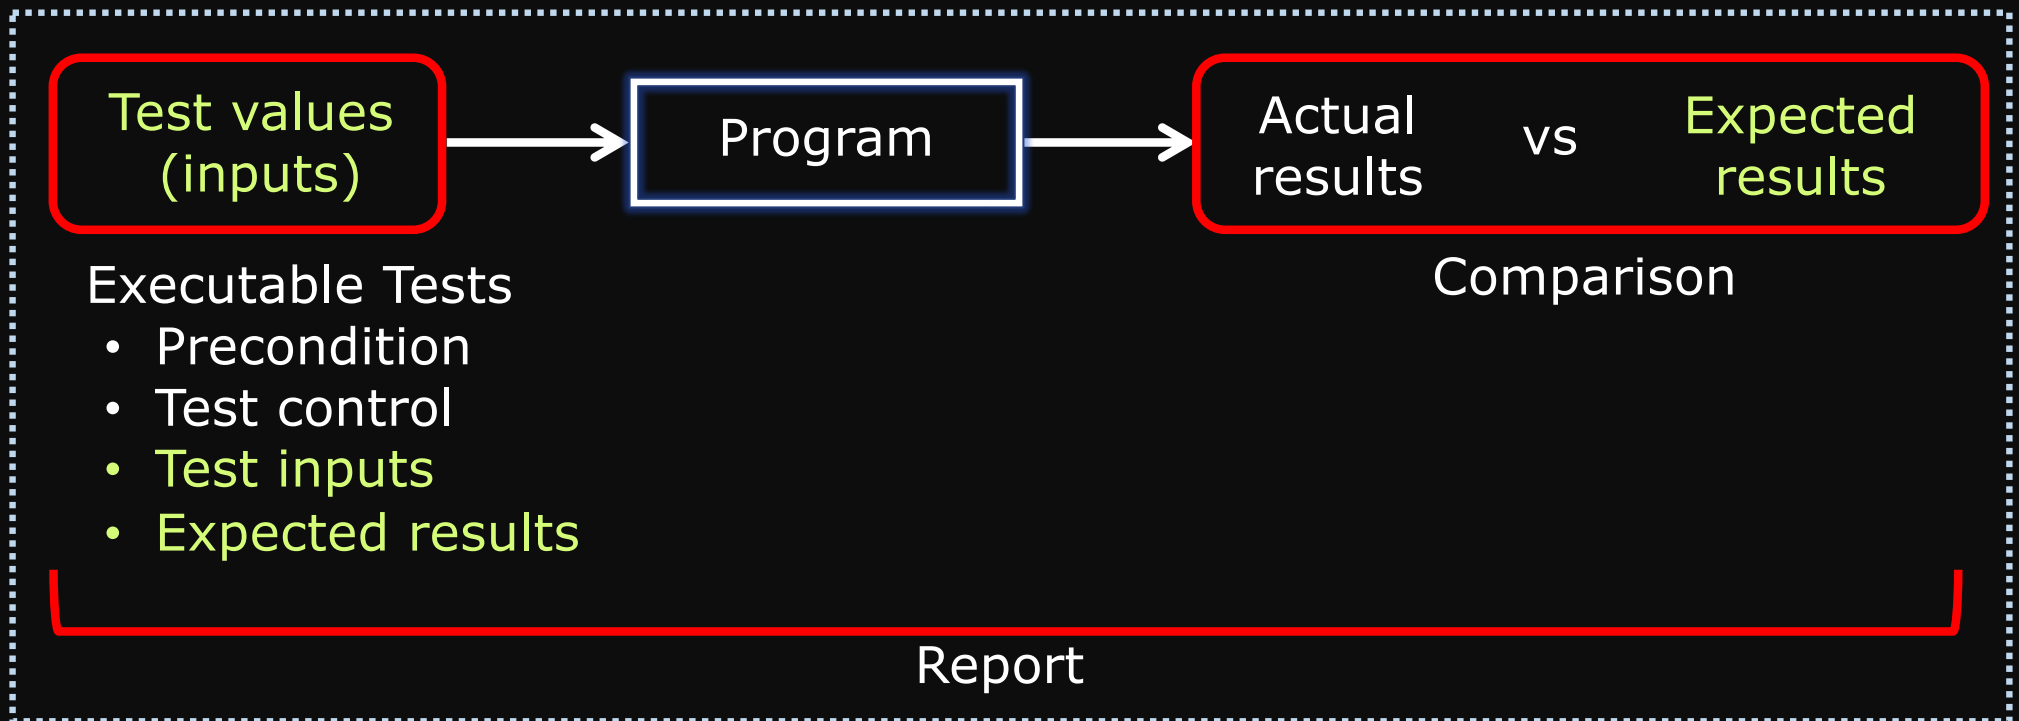 Test values
(inputs)
Program
Actual
results
vs
Expected
results
Executable Tests
• Precondition
• Test control
• Test inputs
• Expected results
Comparison
Report